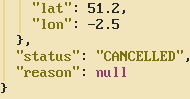 "lat": 51.2,
"lon": -2.5
},
"status": "CANCELLED",
"reason": null
}